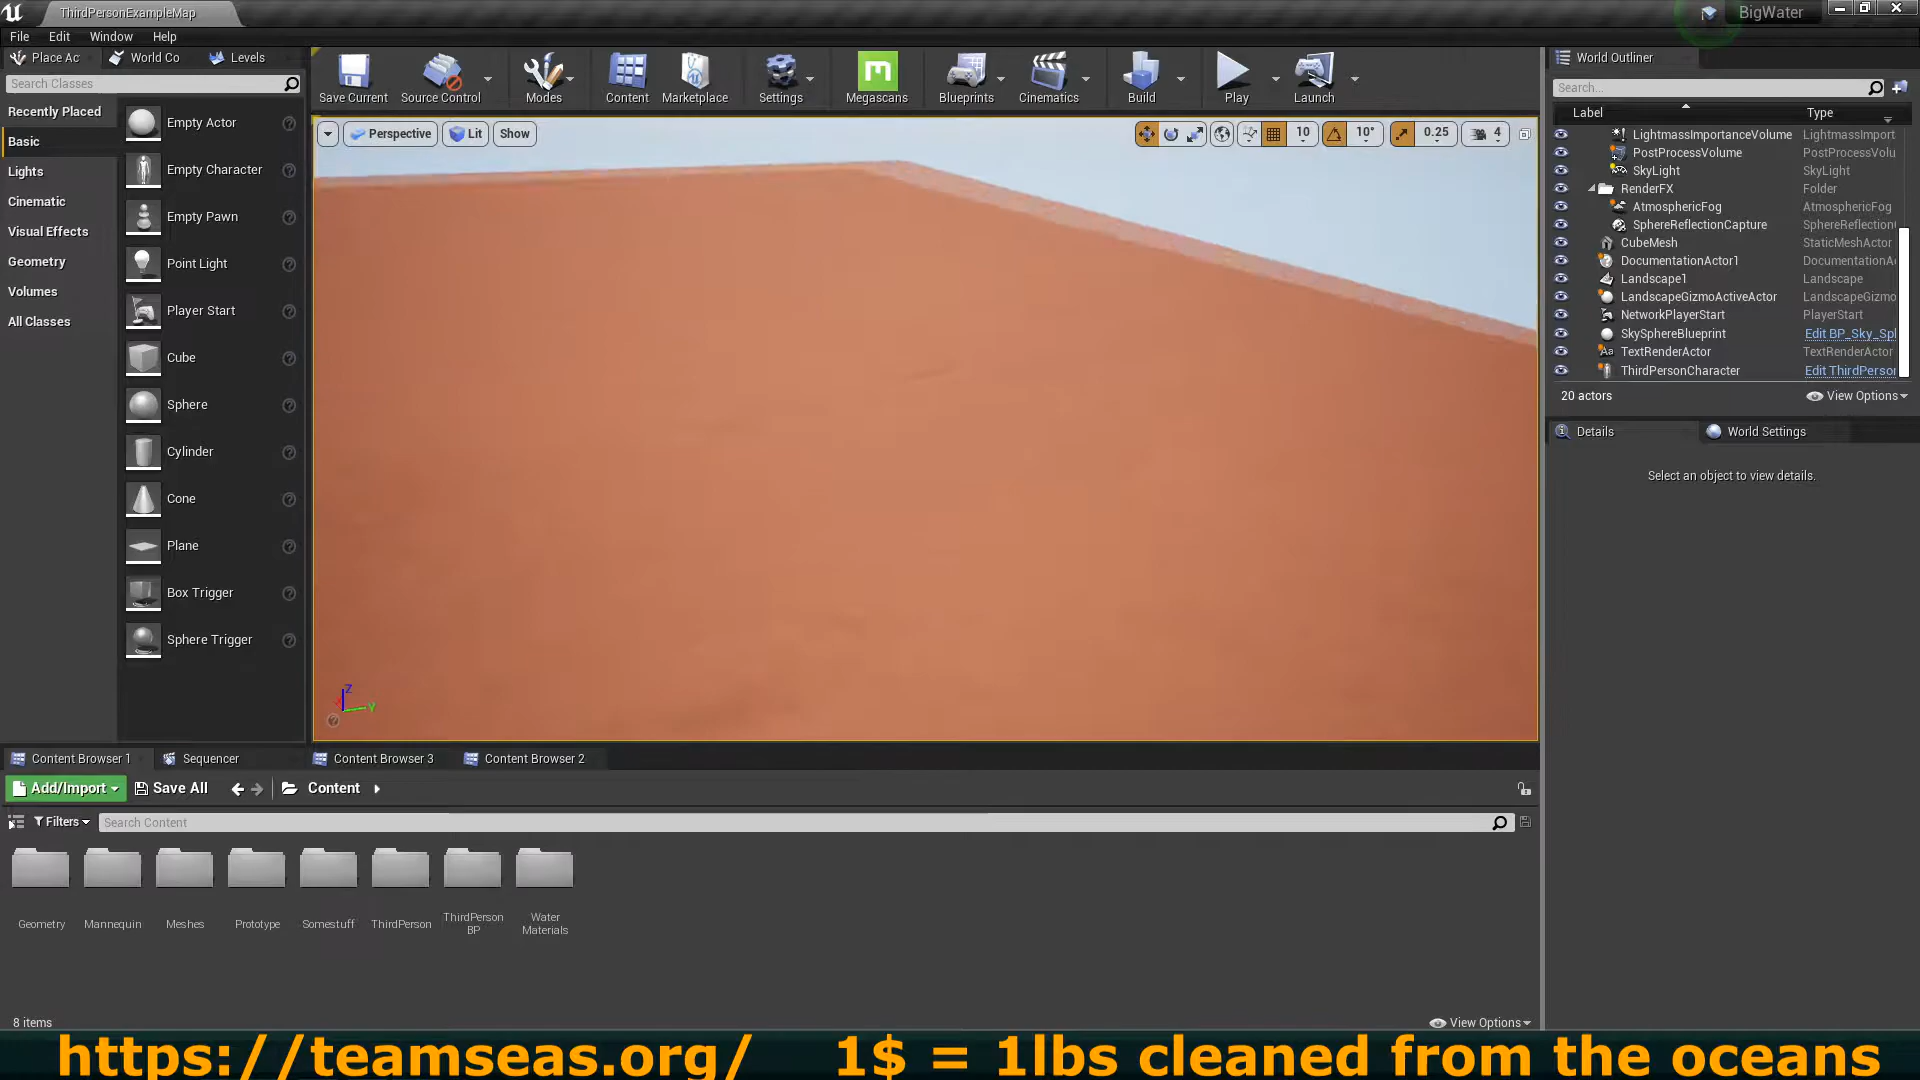 ThirdPersonExampleMap
BigWater
File Edit Window Help
Place Ac World Co Levels
Search Classes
Recently Placed
Basic
Lights
Cinematic
Visual Effects
Geometry
Volumes
All Classes
Empty Actor
Empty Character
Empty Pawn
Point Light
Player Start
Cube
Sphere
Cylinder
Cone
Plane
Box Trigger
Sphere Trigger
Save Current Source Control Modes Content Marketplace Settings Megascans Blueprints Cinematics Build Play Launch
Perspective Lit Show 10 10° 0.25 4
Z
Y
World Outliner
Search...
Label Type
LightmassImportanceVolume LightmassImport
PostProcessVolume PostProcessVolu
SkyLight SkyLight
RenderFX Folder
AtmosphericFog AtmosphericFog
SphereReflectionCapture SphereReflection
CubeMesh StaticMeshActor
DocumentationActor1 DocumentationA
Landscape1 Landscape
LandscapeGizmoActiveActor LandscapeGizmo
NetworkPlayerStart PlayerStart
SkySphereBlueprint Edit BP_Sky_Sp
TextRenderActor TextRenderActor
ThirdPersonCharacter Edit ThirdPerson
20 actors View Options
Details World Settings
Select an object to view details.
Content Browser 1 Sequencer Content Browser 3 Content Browser 2
Add/Import Save All Content
Filters Search Content
Geometry Mannequin Meshes Prototype Somestuff ThirdPerson ThirdPerson
BP
Water
Materials
8 items View Options
https://teamseas.org/ 1$ = 1lbs cleaned from the oceans